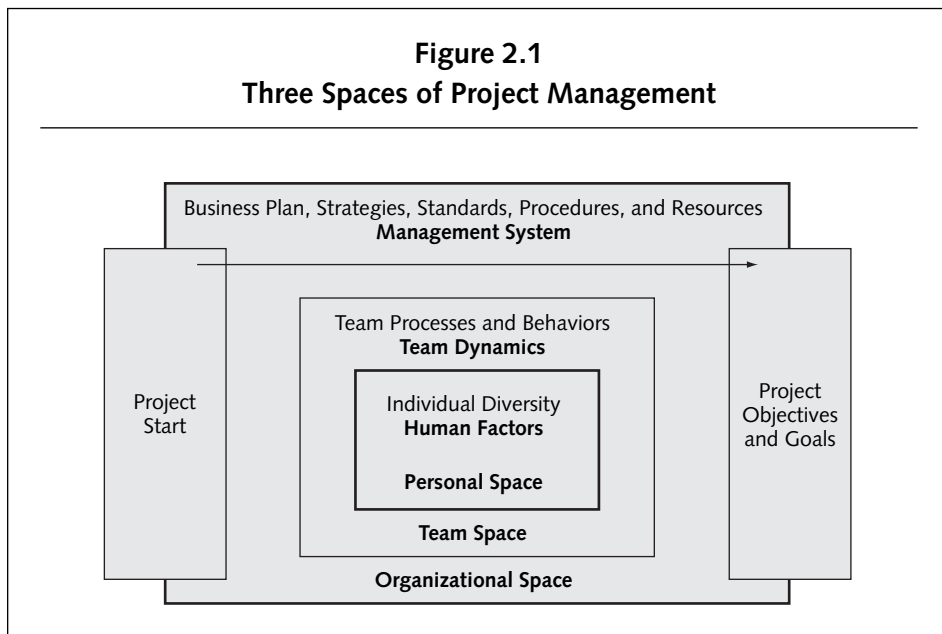 Figure 2.1
Three Spaces of Project Management
Business Plan, Strategies, Standards, Procedures, and Resources
Management System
Team Processes and Behaviors
Team Dynamics
Individual Diversity
Human Factors
Personal Space
Team Space
Organizational Space
Project
Start
Project
Objectives
and Goals